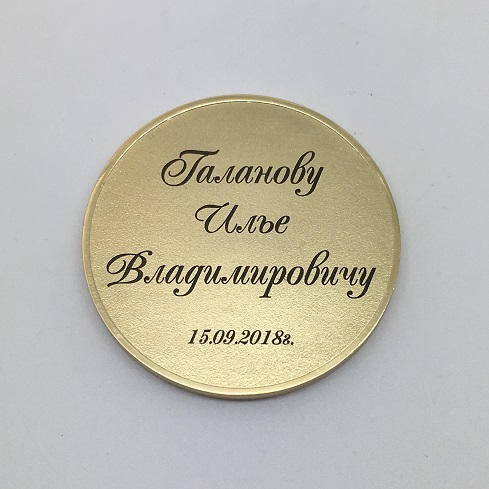 Галанову
Илье
Владимировичу
15.09.2018г.